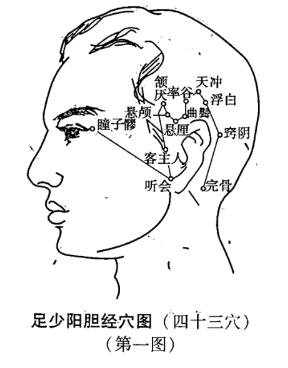 颔
厌
率谷
天冲
浮白
悬颅
曲鬓
悬厘
瞳子髎
窍阴
客主人
听会
完骨
足少阳胆经穴图（四十三穴）
（第一图）